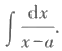 ∫ dx/(x−a).